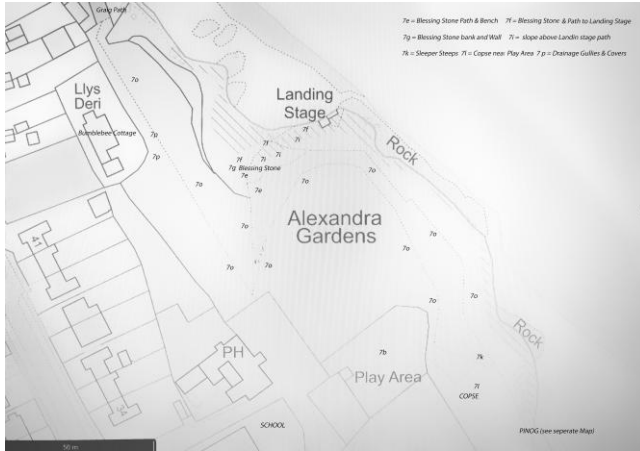 Graig Path
7e = Blessing Stone Path & Bench 7f = Blessing Stone & Path to Landing Stage
7g = Blessing Stone bank and Wall 7i = slope above Landin stage path
7k = Sleeper Steeps 7l = Copse near Play Area 7 p = Drainage Gullies & Covers
7o
Llys
Deri
Landing
Stage
Bumblebee Cottage
7p
7p
7f
7f
7i
7i
7i
Rock
7f
7g Blessing Stone
7e
7e
7o
7o
7o
Alexandra
Gardens
7o
7o
7o
7o
41
7o
7o
7o
7o
Rock
PH
7b
Play Area
7k
7l
COPSE
34
SCHOOL
PINOG (see seperate Map)
50 m